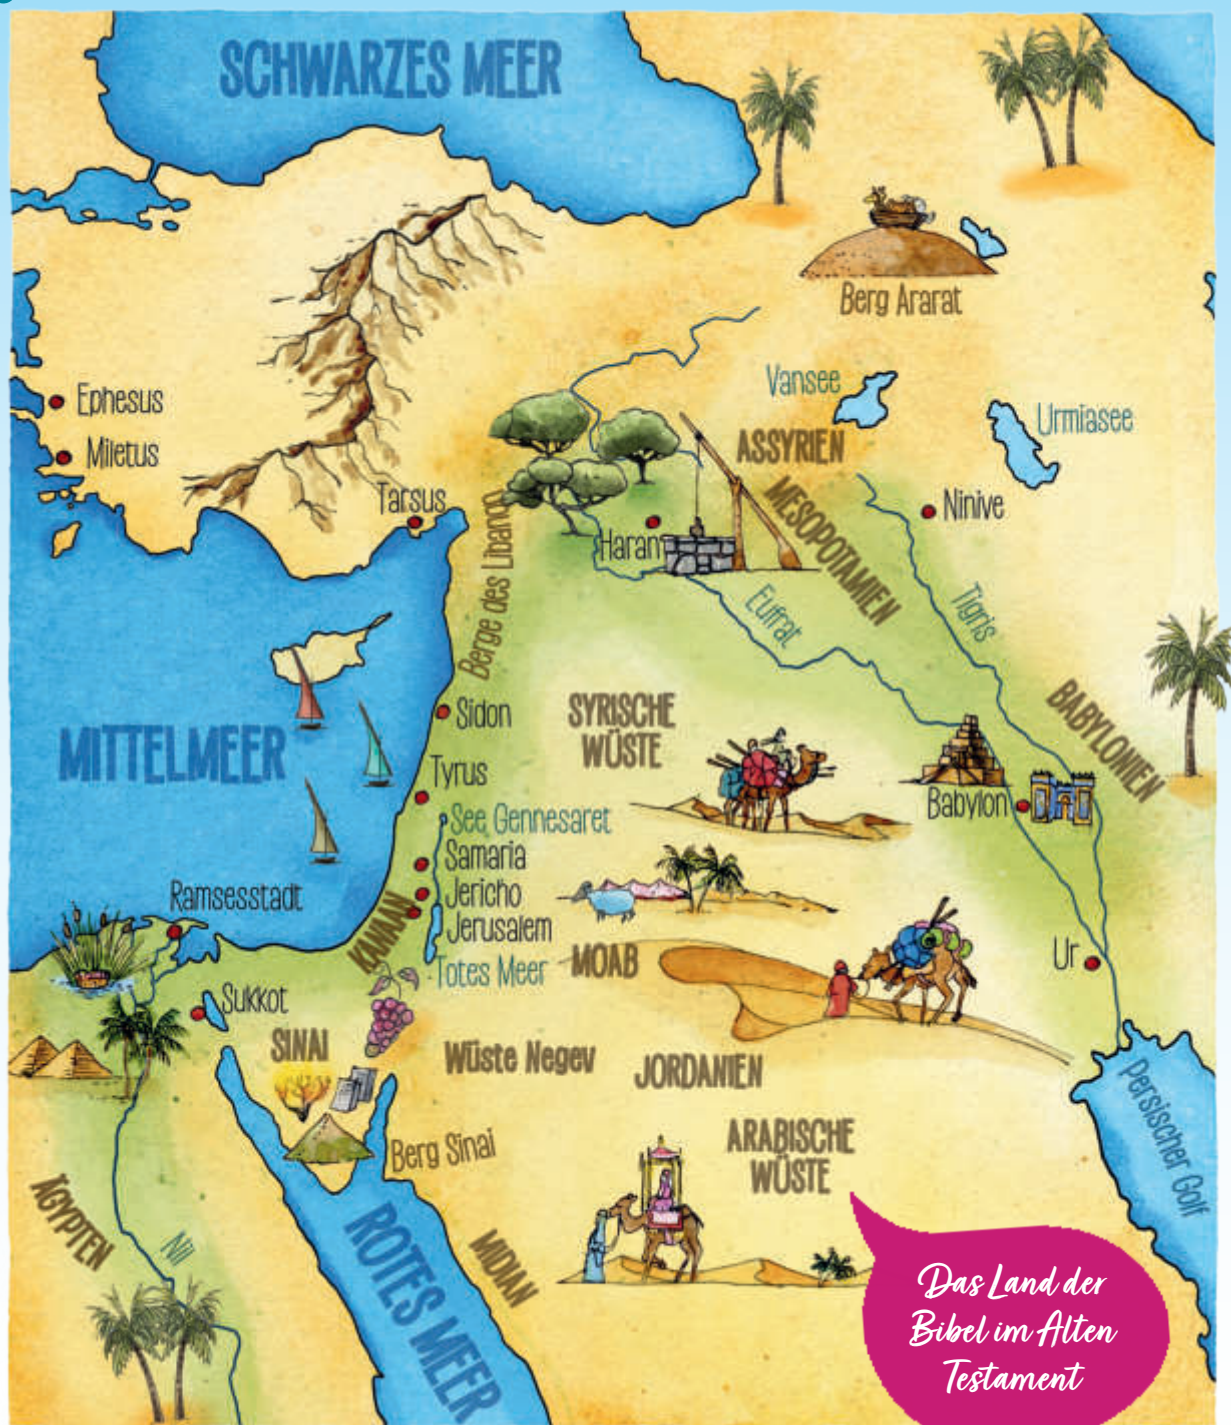 SCHWARZES MEER
Berg Ararat
Vansee
Urmiasee
Ephesus
Miletus
Tarsus
ASSYRIEN
MESOPOTAMIEN
Ninive
Haran
Berge des Libanon
Eufrat
Tigris
Sidon
SYRISCHE
WÜSTE
BABYLONIEN
MITTELMEER
Tyrus
See Gennesaret
Babylon
Samaria
Ramsesstadt
Jericho
KANAAN
Jerusalem
Totes Meer
MOAB
Ur
Sukkot
SINAI
Wüste Negev
JORDANIEN
Persischer Golf
Berg Sinai
ARABISCHE
WÜSTE
ÄGYPTEN
Nil
ROTES MEER
MIDIAN
Das Land der
Bibel im Alten
Testament